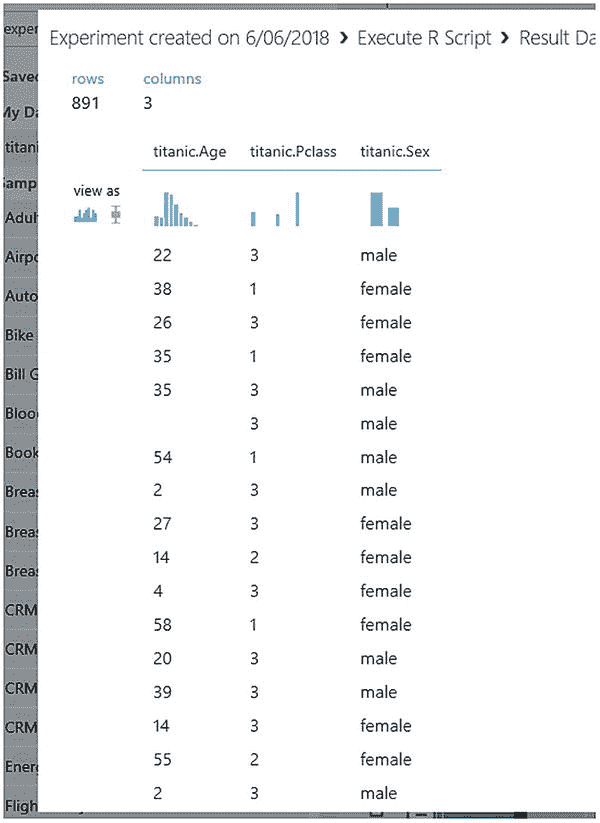 Experiment created on 6/06/2018 > Execute R Script > Result Da
rows columns
891 3
titanic.Age titanic.Pclass titanic.Sex
view as
22 3 male
38 1 female
26 3 female
35 1 female
35 3 male
3 male
54 1 male
2 3 male
27 3 female
14 2 female
4 3 female
58 1 female
20 3 male
39 3 male
14 3 female
55 2 female
2 3 male
exper
Saved
My Da
titani
Samp
Adul
Airpo
Auto
Bike
Bill G
Bloo
Book
Breas
Breas
Breas
CRM
CRM
CRM
CRM
Energ
Fligh